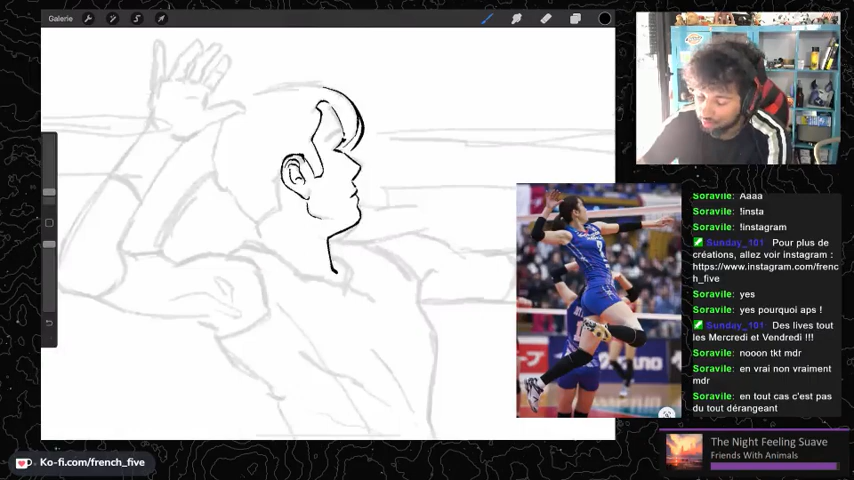 Galerie
Soravile: Aaaa
Soravile: !insta
Soravile: !instagram
Sunday_101 Pour plus de
créations, allez voir instagram :
https://www.instagram.com/frenc
h_five
Soravile: yes
Soravile: yes pourquoi aps !
Sunday_101: Des lives tout
les Mercredi et Vendredi !!!
Soravile: nooon tkt mdr
Soravile: en vrai non vraiment
mdr
Soravile: en tout cas c'est pas
du tout dérangeant
The Night Feeling Suave
Friends With Animals
Ko-fi.com/french_five